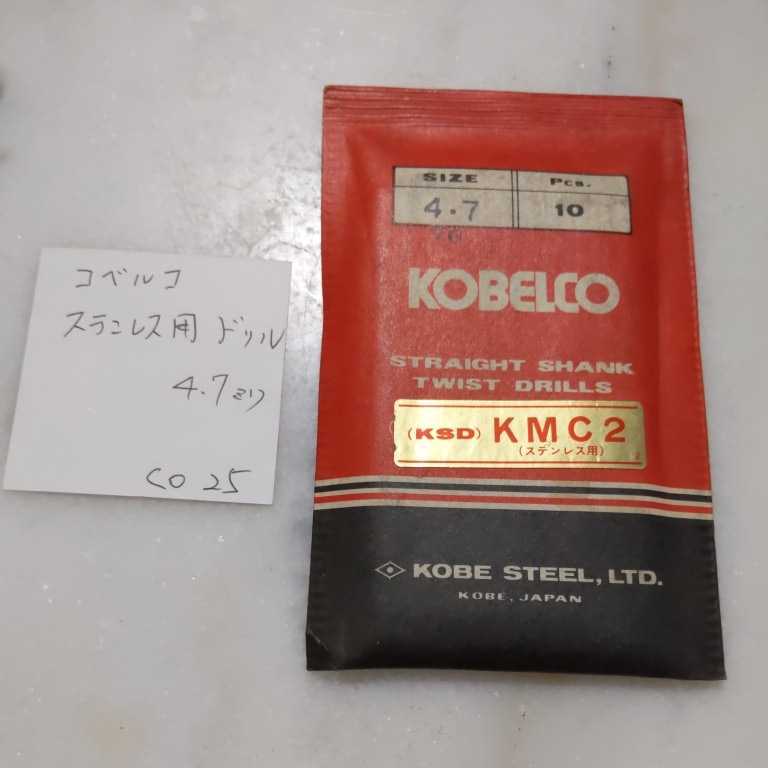 コベルコ
ステンレス用 ドリル
4.7ミリ
CO 25
SIZE Pcs.
4.7 10
KOBELCO
STRAIGHT SHANK
TWIST DRILLS
(KSD) KMC2
(ステンレス用)
KOBE STEEL, LTD.
KOBE, JAPAN